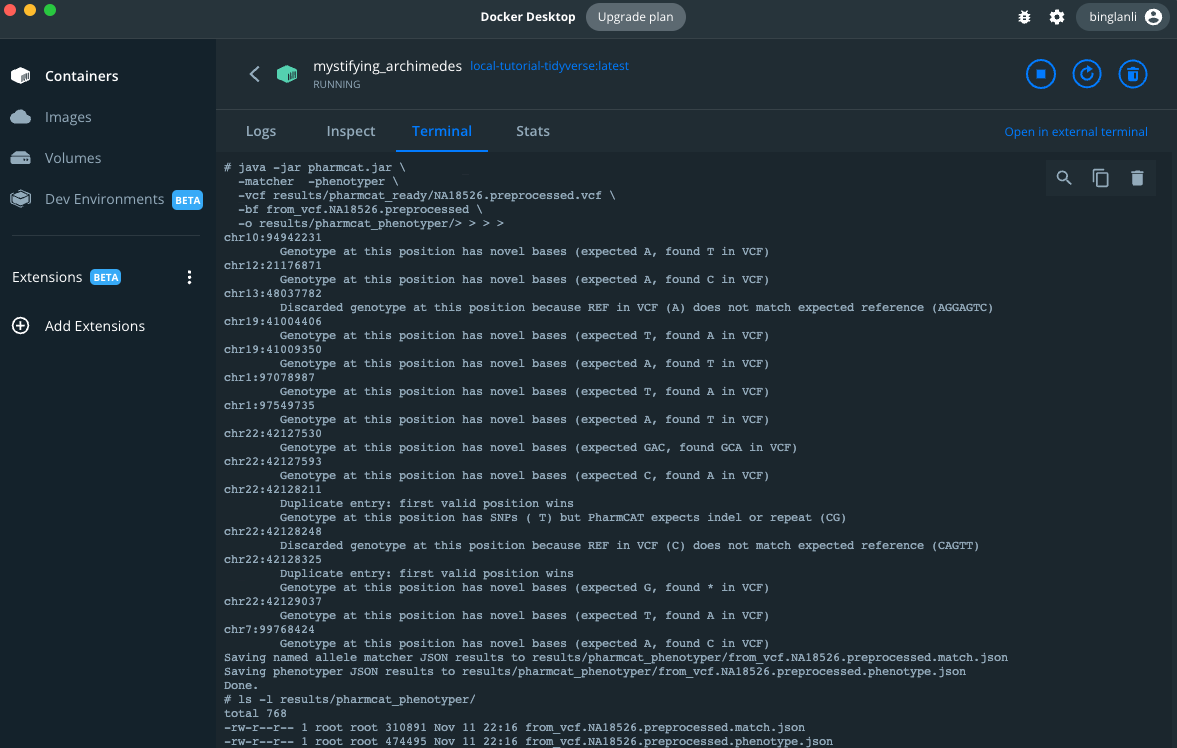 Docker Desktop
Upgrade plan
binglanli
Containers
Images
Volumes
Dev Environments
BETA
Extensions
BETA
Add Extensions
mystifying_archimedes
local-tutorial-tidyverse:latest
RUNNING
Logs
Inspect
Terminal
Stats
Open in external terminal
# java -jar pharmcat.jar \
-matcher -phenotyper \
-vcf results/pharmcat_ready/NA18526.preprocessed.vcf \
-bf from_vcf.NA18526.preprocessed \
-o results/pharmcat_phenotyper/> > > >
chr10:94942231
Genotype at this position has novel bases (expected A, found T in VCF)
chr12:21176871
Genotype at this position has novel bases (expected A, found C in VCF)
chr13:48037782
Discarded genotype at this position because REF in VCF (A) does not match expected reference (AGGAGTC)
chr19:41004406
Genotype at this position has novel bases (expected T, found A in VCF)
chr19:41009350
Genotype at this position has novel bases (expected A, found T in VCF)
chr1:97078987
Genotype at this position has novel bases (expected T, found A in VCF)
chr1:97549735
Genotype at this position has novel bases (expected A, found T in VCF)
chr22:42127530
Genotype at this position has novel bases (expected GAC, found GCA in VCF)
chr22:42127593
Genotype at this position has novel bases (expected C, found A in VCF)
chr22:42128211
Duplicate entry: first valid position wins
Genotype at this position has SNPs ( T) but PharmCAT expects indel or repeat (CG)
chr22:42128248
Discarded genotype at this position because REF in VCF (C) does not match expected reference (CAGTT)
chr22:42128325
Duplicate entry: first valid position wins
Genotype at this position has novel bases (expected G, found * in VCF)
chr22:42129037
Genotype at this position has novel bases (expected T, found A in VCF)
chr7:99768424
Genotype at this position has novel bases (expected A, found C in VCF)
Saving named allele matcher JSON results to results/pharmcat_phenotyper/from_vcf.NA18526.preprocessed.match.json
Saving phenotyper JSON results to results/pharmcat_phenotyper/from_vcf.NA18526.preprocessed.phenotype.json
Done.
# ls -l results/pharmcat_phenotyper/
total 768
-rw-r--r-- 1 root root 310891 Nov 11 22:16 from_vcf.NA18526.preprocessed.match.json
-rw-r--r-- 1 root root 474495 Nov 11 22:16 from_vcf.NA18526.preprocessed.phenotype.json